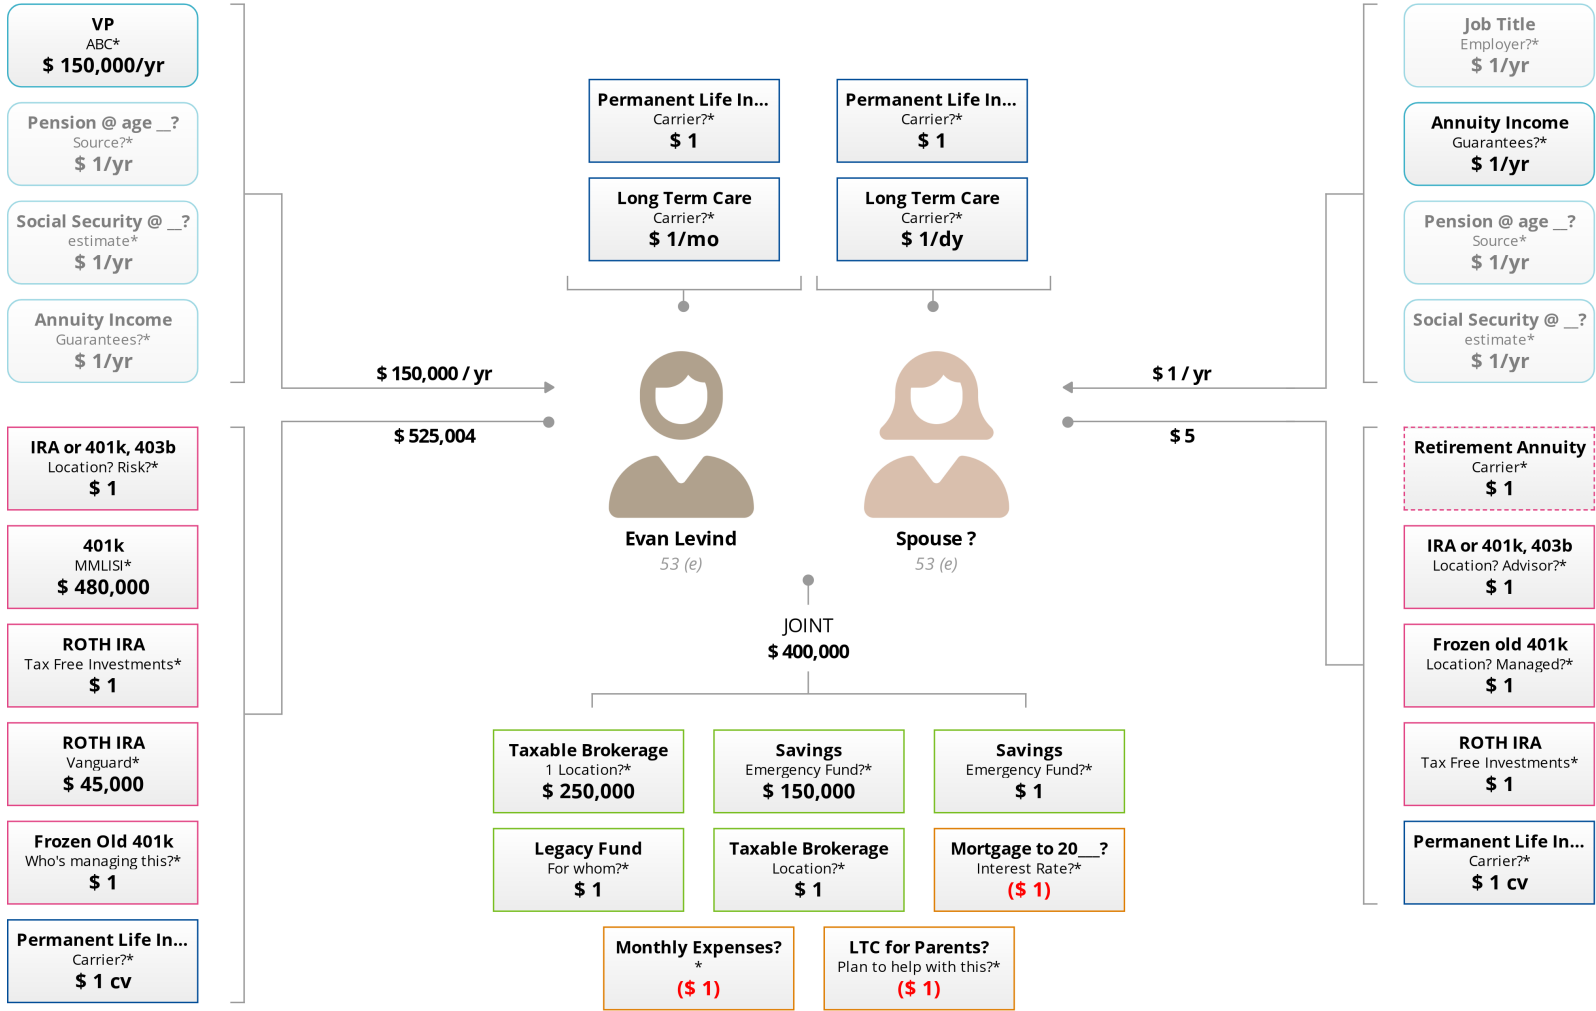 VP
ABC*
$ 150,000/yr
Pension @ age __?
Source?*
$ 1/yr
Social Security @ __?
estimate*
$ 1/yr
Annuity Income
Guarantees?*
$ 1/yr
IRA or 401k, 403b
Location? Risk?*
$ 1
401k
MMLISI*
$ 480,000
ROTH IRA
Tax Free Investments*
$ 1
ROTH IRA
Vanguard*
$ 45,000
Frozen Old 401k
Who's managing this?*
$ 1
Permanent Life In...
Carrier?*
$ 1 cv
$ 150,000 / yr
$ 525,004
Permanent Life In...
Carrier?*
$ 1
Long Term Care
Carrier?*
$ 1/mo
Permanent Life In...
Carrier?*
$ 1
Long Term Care
Carrier?*
$ 1/dy
Evan Levind
53 (e)
Spouse ?
53 (e)
JOINT
$ 400,000
Taxable Brokerage
1 Location?*
$ 250,000
Savings
Emergency Fund?*
$ 150,000
Savings
Emergency Fund?*
$ 1
Legacy Fund
For whom?*
$ 1
Taxable Brokerage
Location?*
$ 1
Mortgage to 20___?
Interest Rate?*
($ 1)
Monthly Expenses?
*
($ 1)
LTC for Parents?
Plan to help with this?*
($ 1)
$ 1 / yr
$ 5
Job Title
Employer?*
$ 1/yr
Annuity Income
Guarantees?*
$ 1/yr
Pension @ age __?
Source*
$ 1/yr
Social Security @ __?
estimate*
$ 1/yr
Retirement Annuity
Carrier*
$ 1
IRA or 401k, 403b
Location? Advisor?*
$ 1
Frozen old 401k
Location? Managed?*
$ 1
ROTH IRA
Tax Free Investments*
$ 1
Permanent Life In...
Carrier?*
$ 1 cv